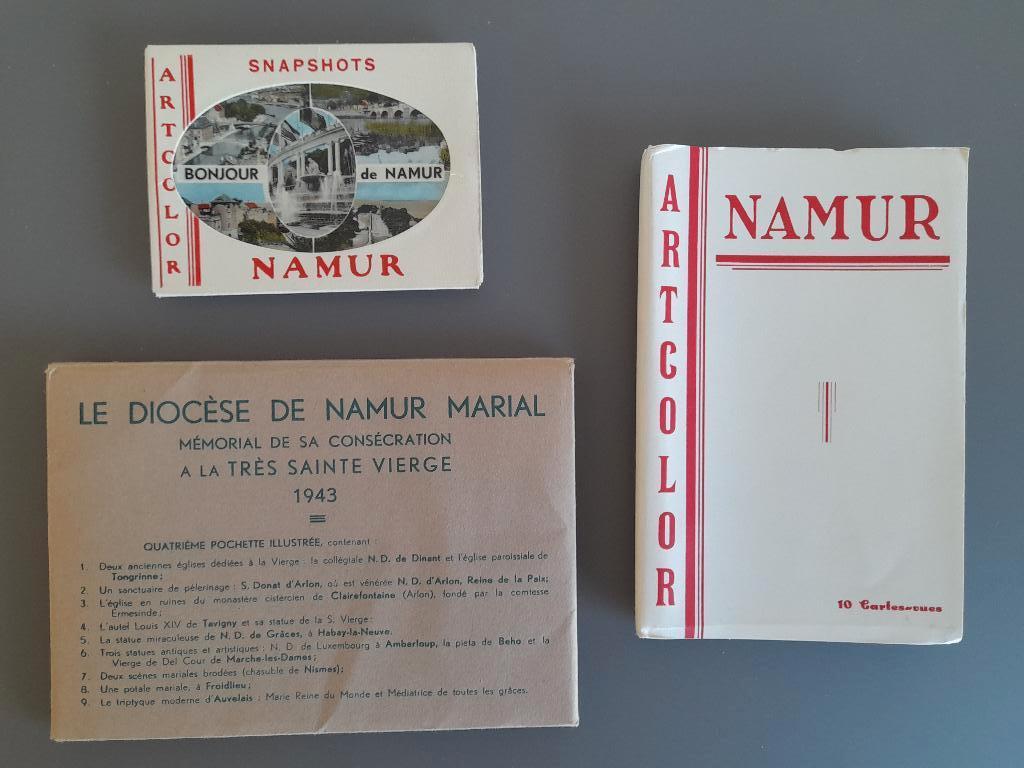 ARTCOLOR
SNAPSHOTS
BONJOUR de NAMUR
NAMUR
ARTCOLOR
NAMUR
10 Cartes-vues
LE DIOCÈSE DE NAMUR MARIAL
MÉMORIAL DE SA CONSÉCRATION
A LA TRÈS SAINTE VIERGE
1943
QUATRIÈME POCHETTE ILLUSTRÉE, contenant :
1. Deux anciennes églises dédiées à la Vierge : la collégiale N. D. de Dinant et l'église paroissiale de
Tongrinne;
2. Un sanctuaire de pèlerinage : S. Donat d'Arlon, où est vénérée N. D. d'Arlon, Reine de la Paix;
3. L'église en ruines du monastère cistercien de Clairefontaine (Arlon), fondé par la comtesse
Ermesinde;
4. L'autel Louis XIV de Tavigny et sa statue de la S. Vierge;
5. La statue miraculeuse de N. D. de Grâces, à Habay-la-Neuve.
6. Trois statues antiques et artistiques : N. D. de Luxembourg à Amberloup, la pieta de Beho et la
Vierge de Del Cour de Marche-les-Dames;
7. Deux scènes mariales brodées (chasuble de Nismes);
8. Une potale mariale, à Froidlieu;
9. Le triptyque moderne d'Auvelais : Marie Reine du Monde et Médiatrice de toutes les grâces.